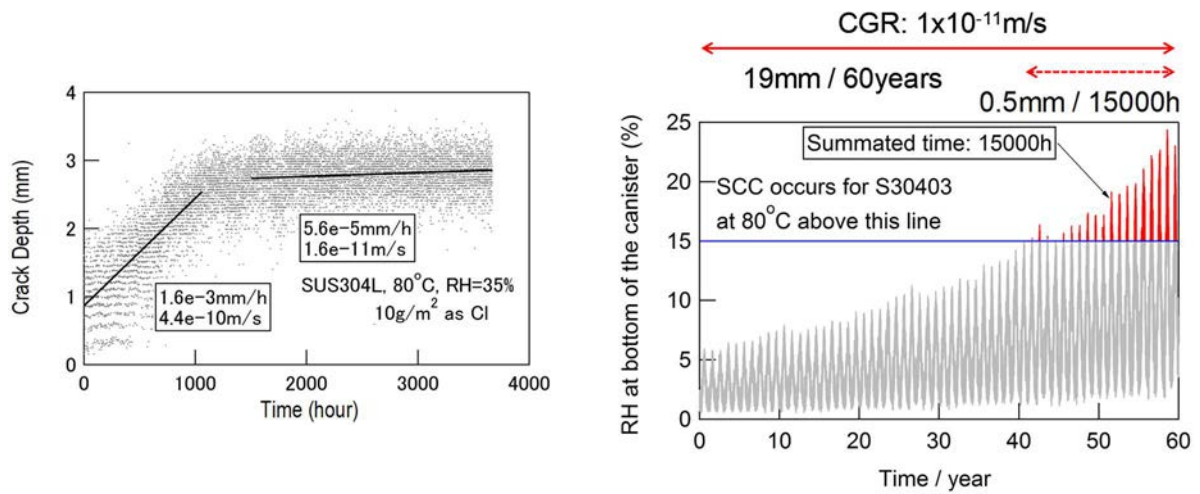 4
3
2
1
0
Crack Depth (mm)
5.6e-5mm/h
1.6e-11m/s
1.6e-3mm/h
4.4e-10m/s
SUS304L, 80°C, RH=35%
10g/m² as Cl
0 1000 2000 3000 4000
Time (hour)
CGR: 1x10⁻¹¹m/s
19mm / 60years
0.5mm / 15000h
25
20
15
10
5
0
RH at bottom of the canister (%)
Summated time: 15000h
SCC occurs for S30403
at 80°C above this line
0 10 20 30 40 50 60
Time / year